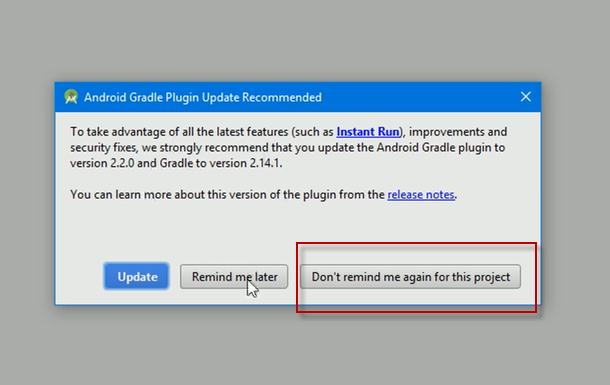 Android Gradle Plugin Update Recommended
To take advantage of all the latest features (such as Instant Run), improvements and
security fixes, we strongly recommend that you update the Android Gradle plugin to
version 2.2.0 and Gradle to version 2.14.1.
You can learn more about this version of the plugin from the release notes.
Update Remind me later Don't remind me again for this project